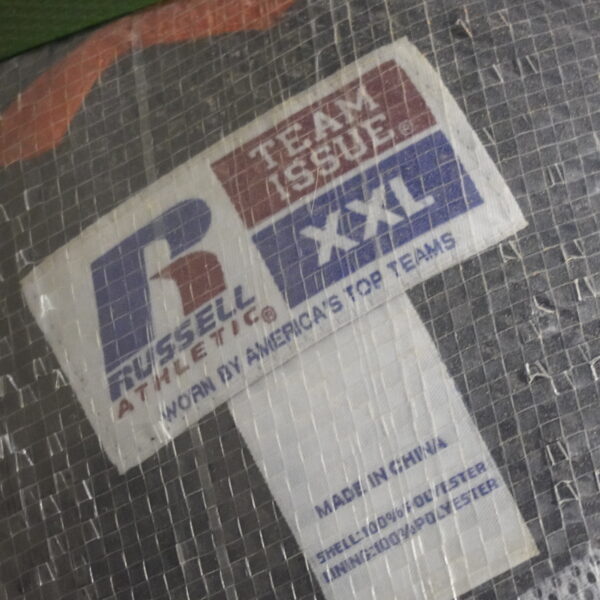 TEAM
ISSUE®
XXL
RUSSELL
ATHLETIC®
WORN BY AMERICA'S TOP TEAMS
MADE IN CHINA
SHELL:100%POLYESTER
LINING:100%POLYESTER